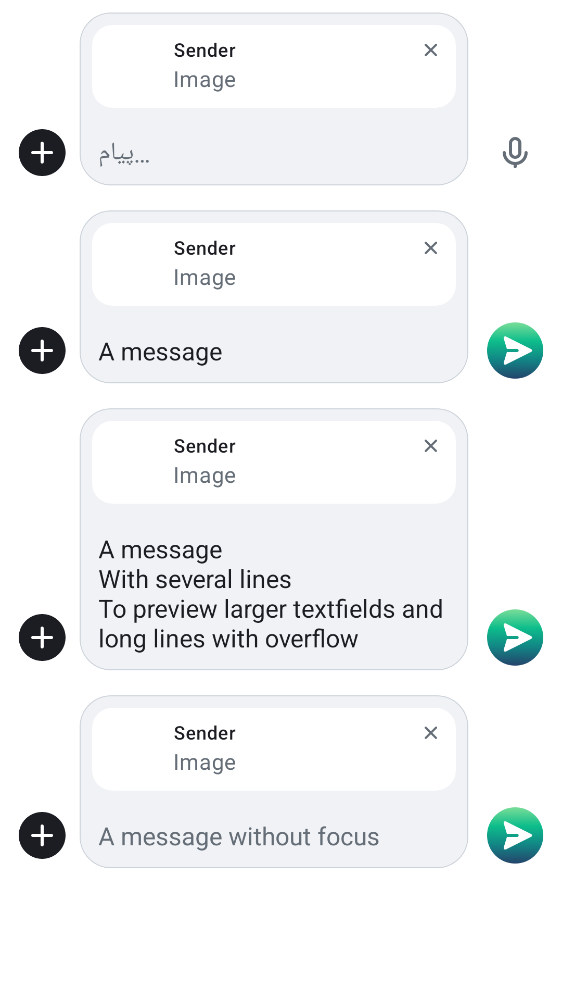 Sender
Image
پیام…
Sender
Image
A message
Sender
Image
A message
With several lines
To preview larger textfields and
long lines with overflow
Sender
Image
A message without focus